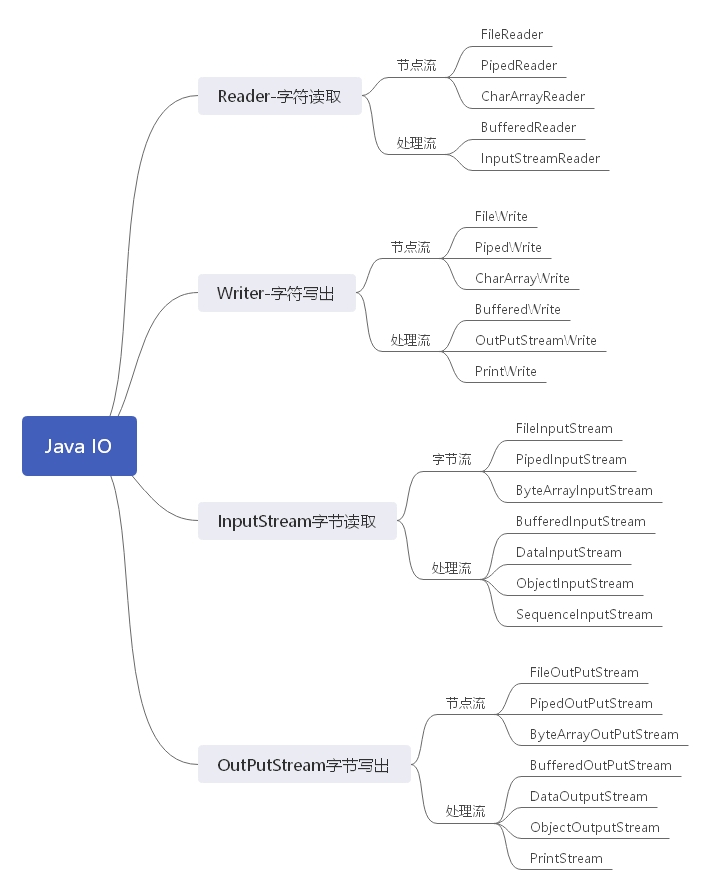 Java IO
Reader-字符读取
节点流
FileReader
PipedReader
CharArrayReader
处理流
BufferedReader
InputStreamReader
Writer-字符写出
节点流
FileWrite
PipedWrite
CharArrayWrite
处理流
BufferedWrite
OutPutStreamWrite
PrintWrite
InputStream字节读取
字节流
FileInputStream
PipedInputStream
ByteArrayInputStream
处理流
BufferedInputStream
DataInputStream
ObjectInputStream
SequenceInputStream
OutPutStream字节写出
节点流
FileOutPutStream
PipedOutPutStream
ByteArrayOutPutStream
处理流
BufferedOutPutStream
DataOutputStream
ObjectOutputStream
PrintStream